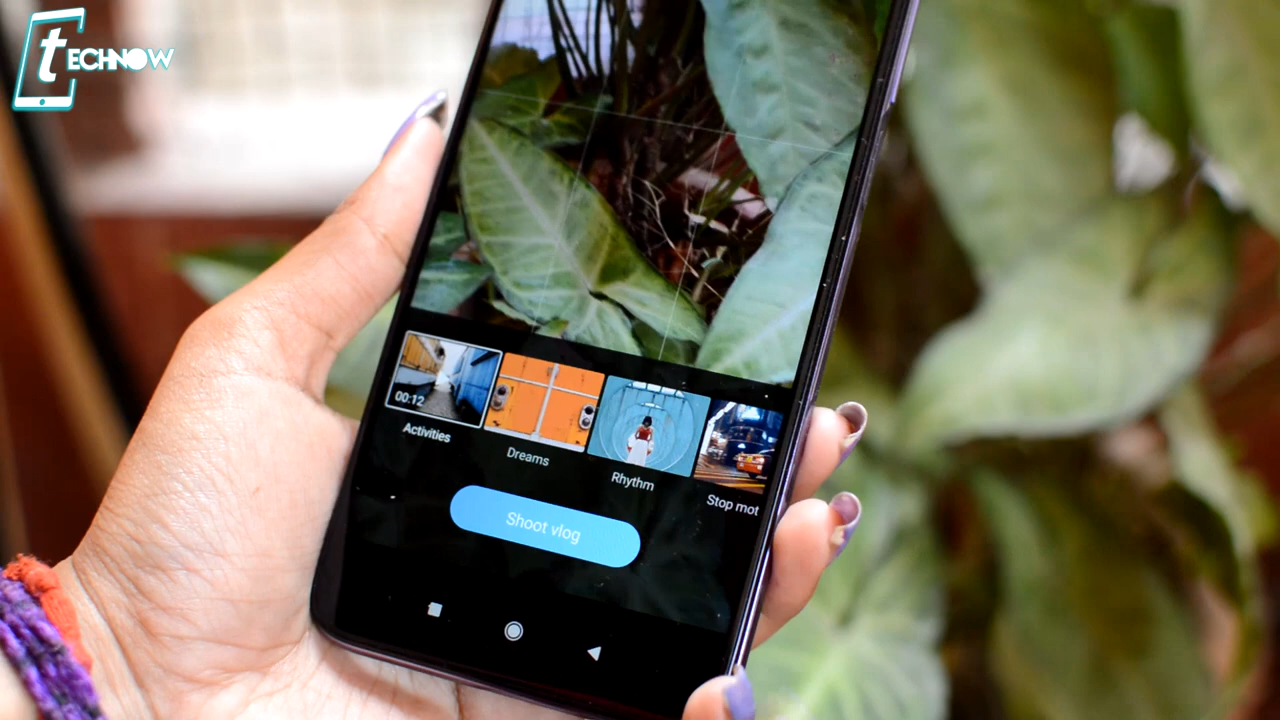 tECHNOW
00:12
Activities
Dreams
Rhythm
Stop mot
Shoot vlog